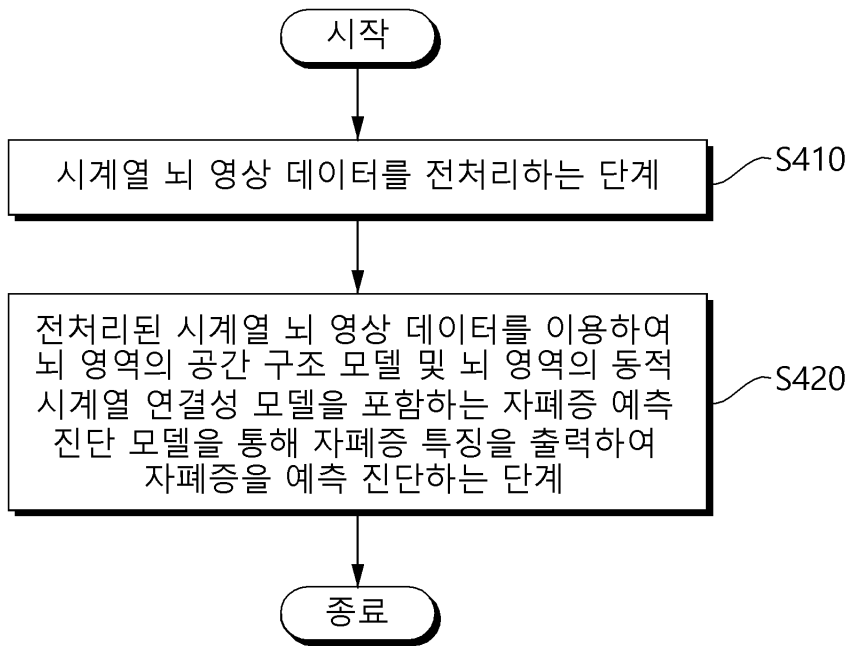 시작
시계열 뇌 영상 데이터를 전처리하는 단계
S410
전처리된 시계열 뇌 영상 데이터를 이용하여
뇌 영역의 공간 구조 모델 및 뇌 영역의 동적
시계열 연결성 모델을 포함하는 자폐증 예측
진단 모델을 통해 자폐증 특징을 출력하여
자폐증을 예측 진단하는 단계
S420
종료